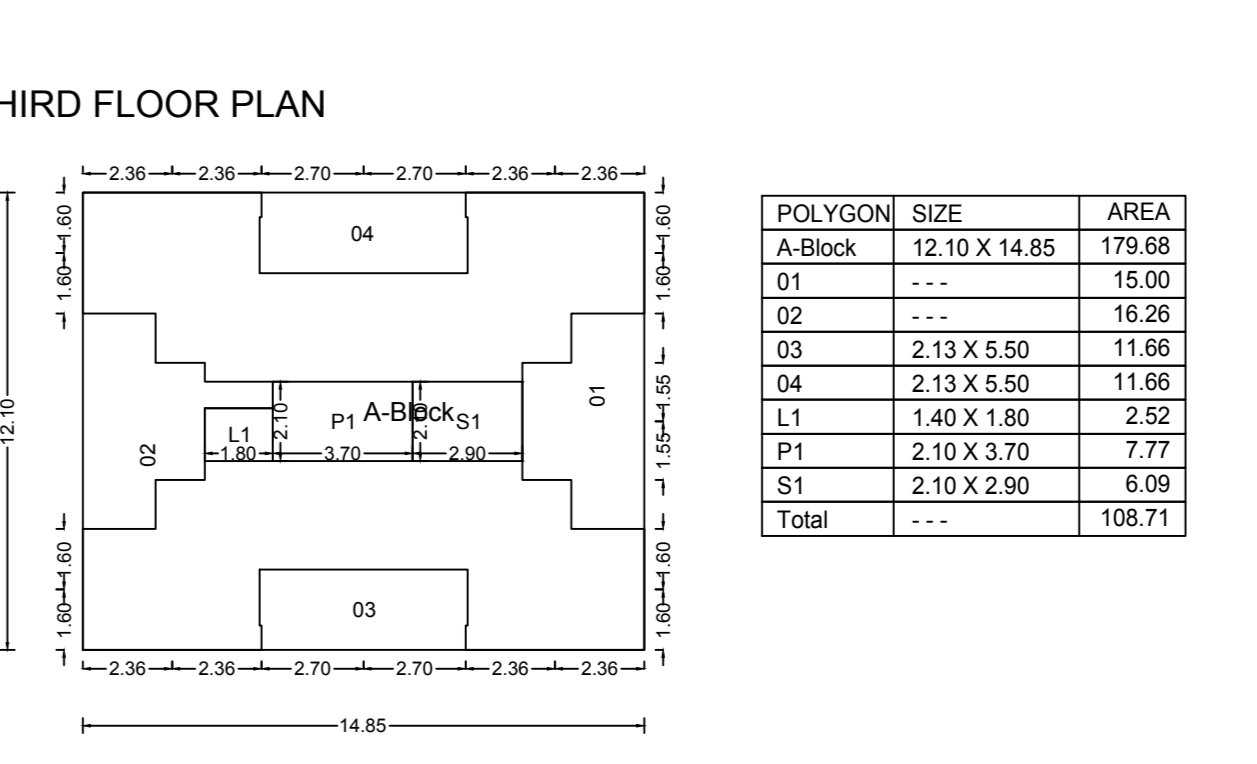 HIRD FLOOR PLAN
2.36 2.36 2.70 2.70 2.36 2.36
1.60 1.60
1.60 1.60
04
12.10
01
1.55
1.55
A-Block
P1 S1
2.10 2.10
L1
1.80 3.70 2.90
02
1.60 1.60
1.60 1.60
03
2.36 2.36 2.70 2.70 2.36 2.36
14.85
POLYGON SIZE AREA
A-Block 12.10 X 14.85 179.68
01 - - - 15.00
02 - - - 16.26
03 2.13 X 5.50 11.66
04 2.13 X 5.50 11.66
L1 1.40 X 1.80 2.52
P1 2.10 X 3.70 7.77
S1 2.10 X 2.90 6.09
Total - - - 108.71